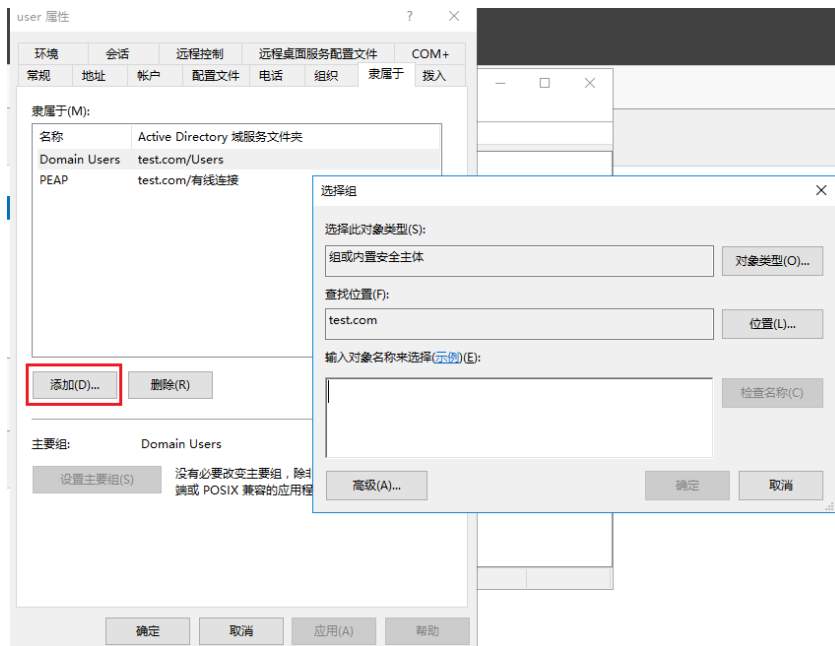 user 属性
?
环境 会话 远程控制 远程桌面服务配置文件 COM+
常规 地址 帐户 配置文件 电话 组织 隶属于 拨入
隶属于(M):
名称 Active Directory 域服务文件夹
Domain Users test.com/Users
PEAP test.com/有线连接
添加(D)... 删除(R)
主要组: Domain Users
设置主要组(S)
没有必要改变主要组，除非
端或 POSIX 兼容的应用程
确定 取消 应用(A) 帮助
选择组
选择此对象类型(S):
组或内置安全主体 对象类型(O)...
查找位置(F):
test.com 位置(L)...
输入对象名称来选择(示例)(E):
检查名称(C)
高级(A)... 确定 取消